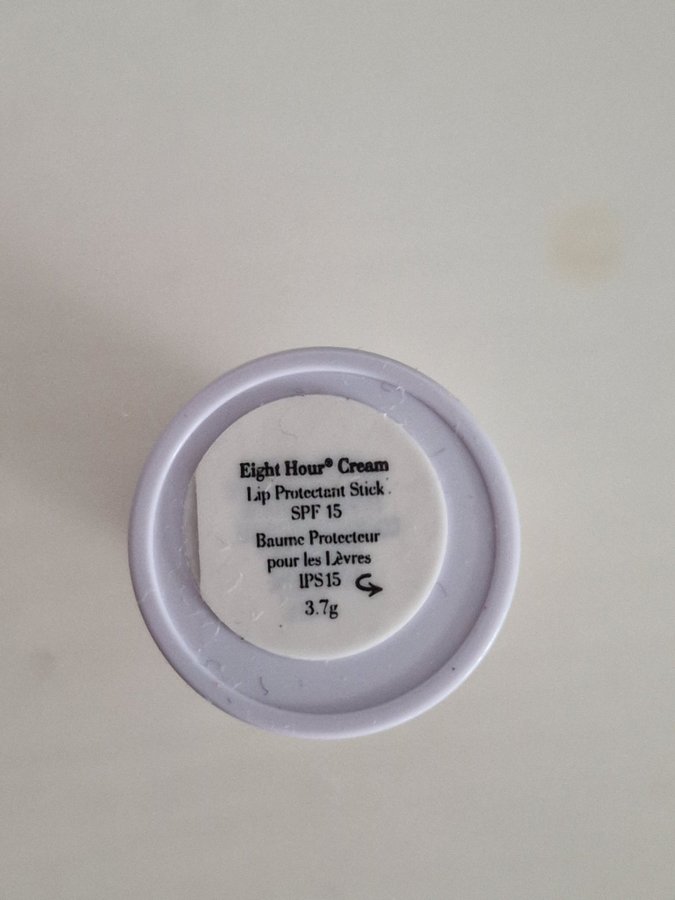 Eight Hour® Cream
Lip Protectant Stick
SPF 15
Baume Protecteur
pour les Lèvres
IPS15
3.7g